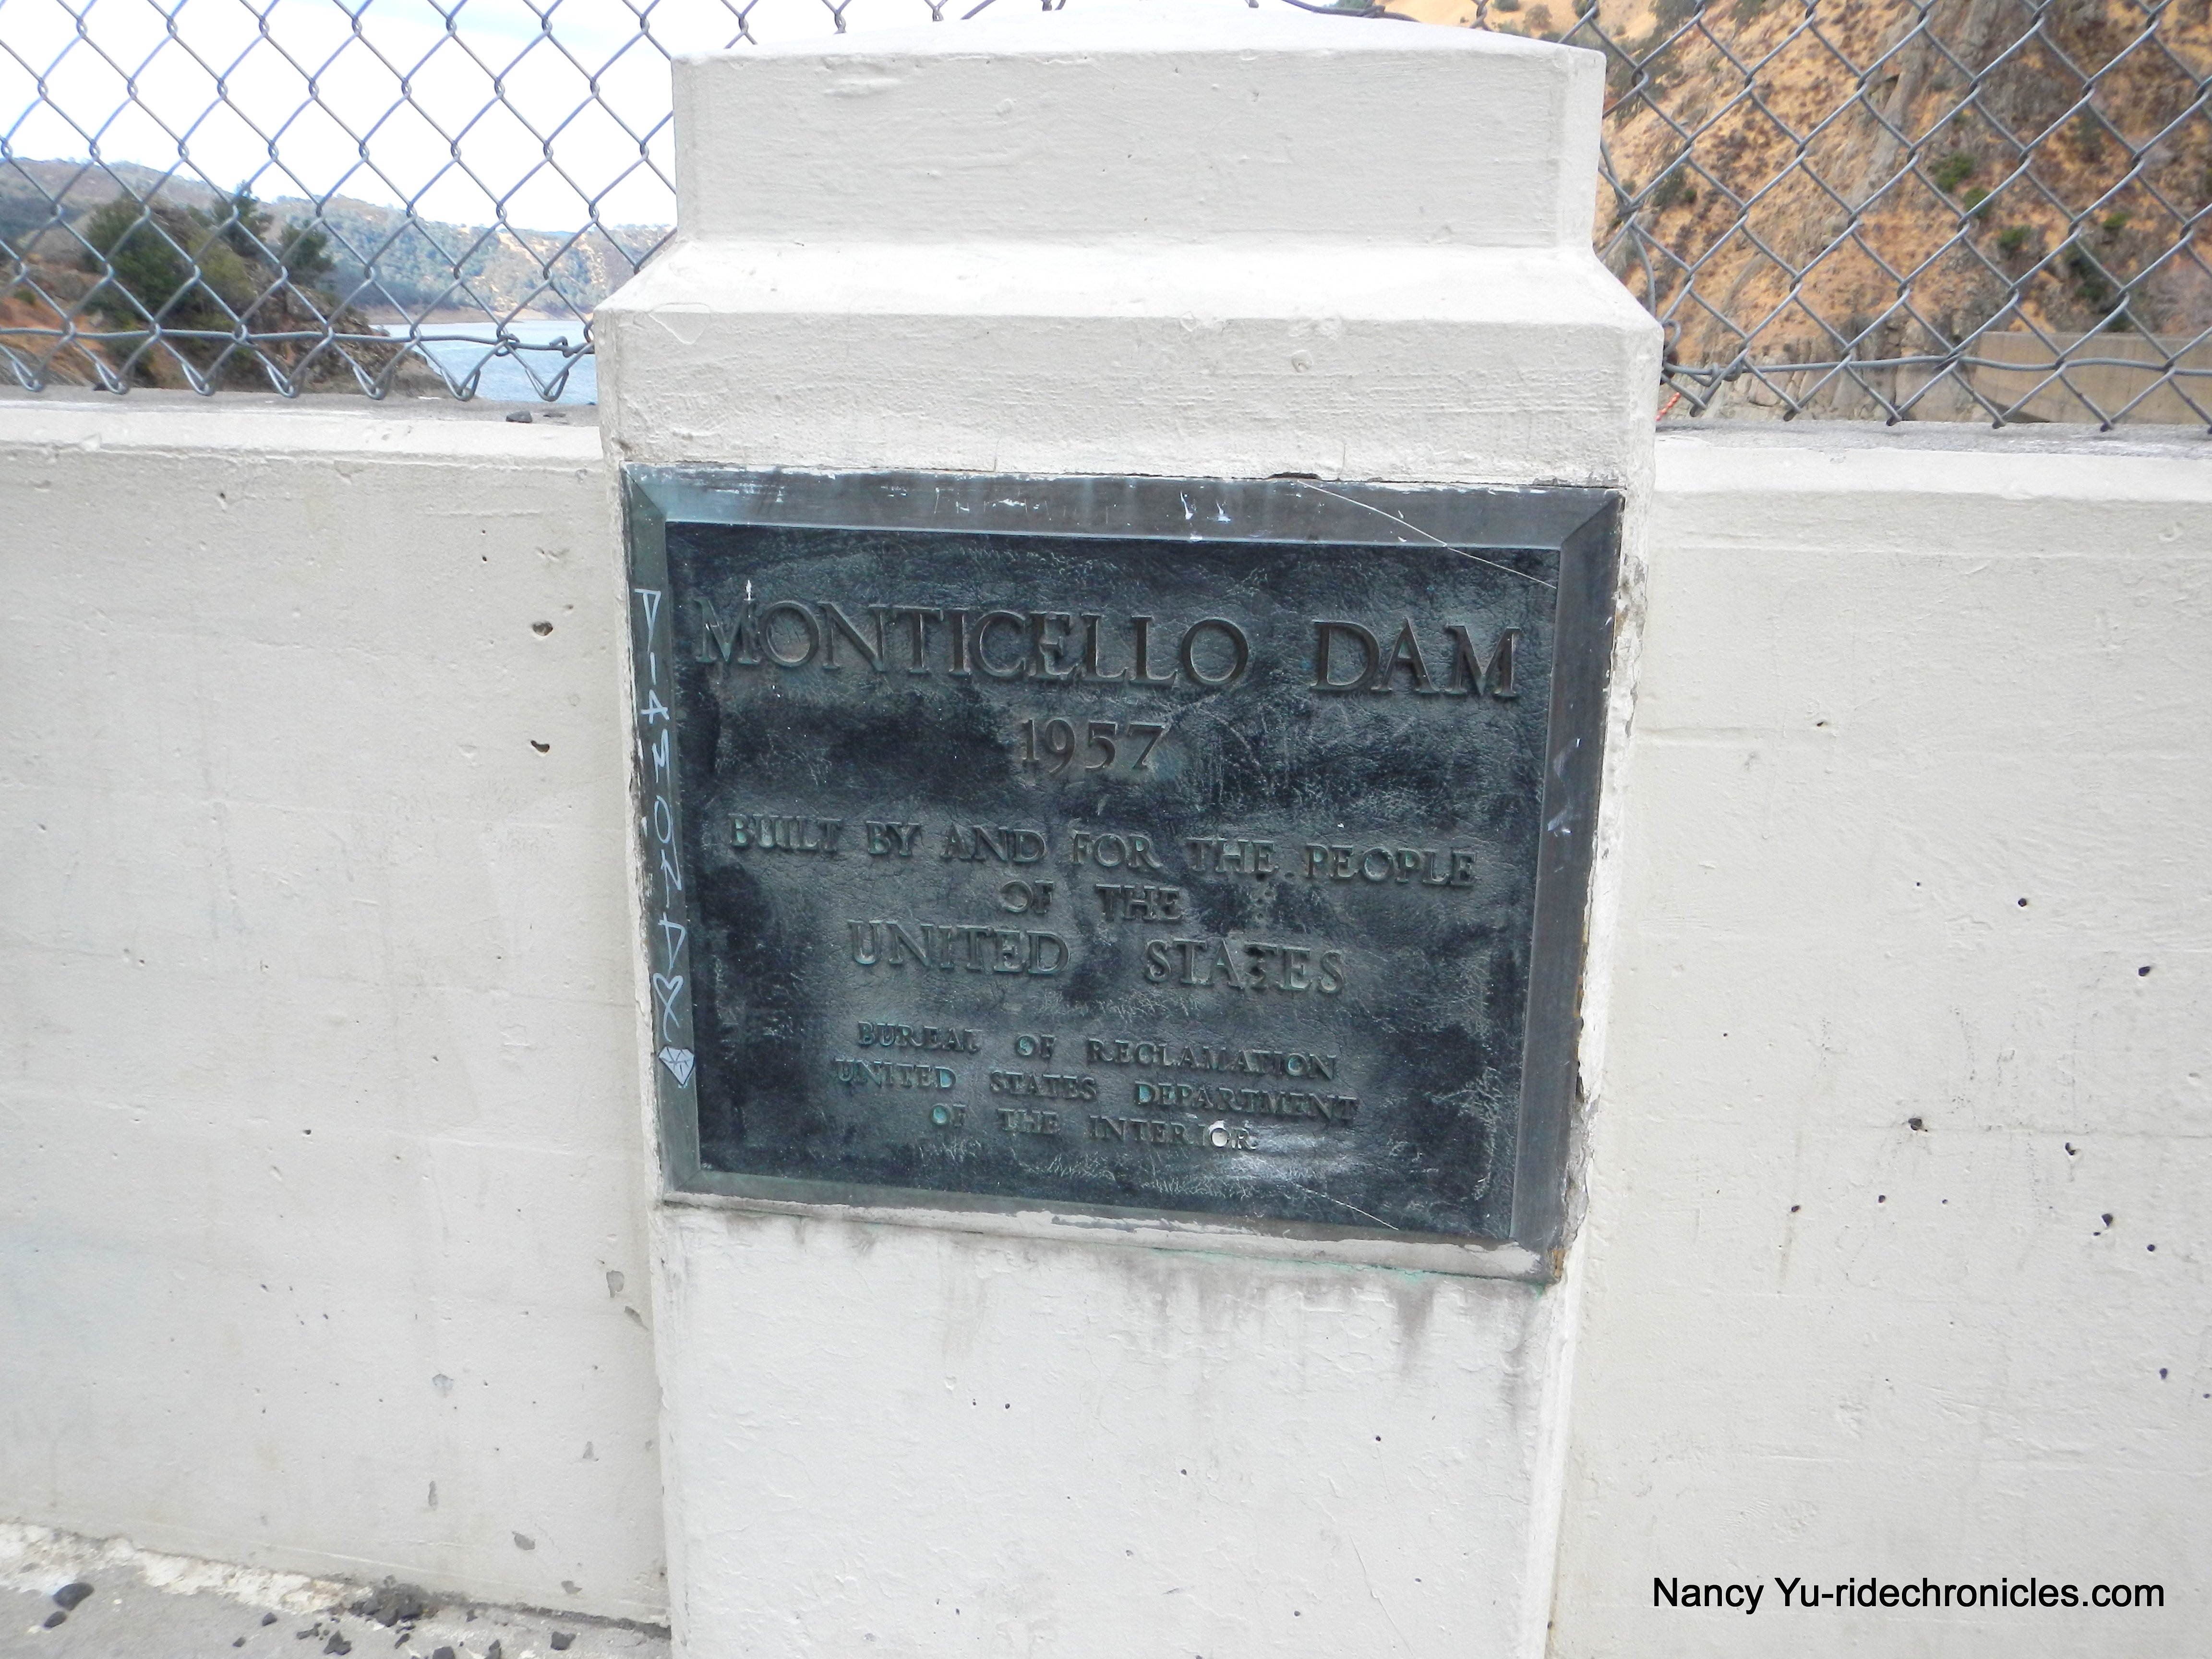 MONTICELLO DAM
1957
BUILT BY AND FOR THE PEOPLE
OF THE
UNITED STATES
BUREAU OF RECLAMATION
UNITED STATES DEPARTMENT
OF THE INTERIOR
Nancy Yu-ridechronicles.com